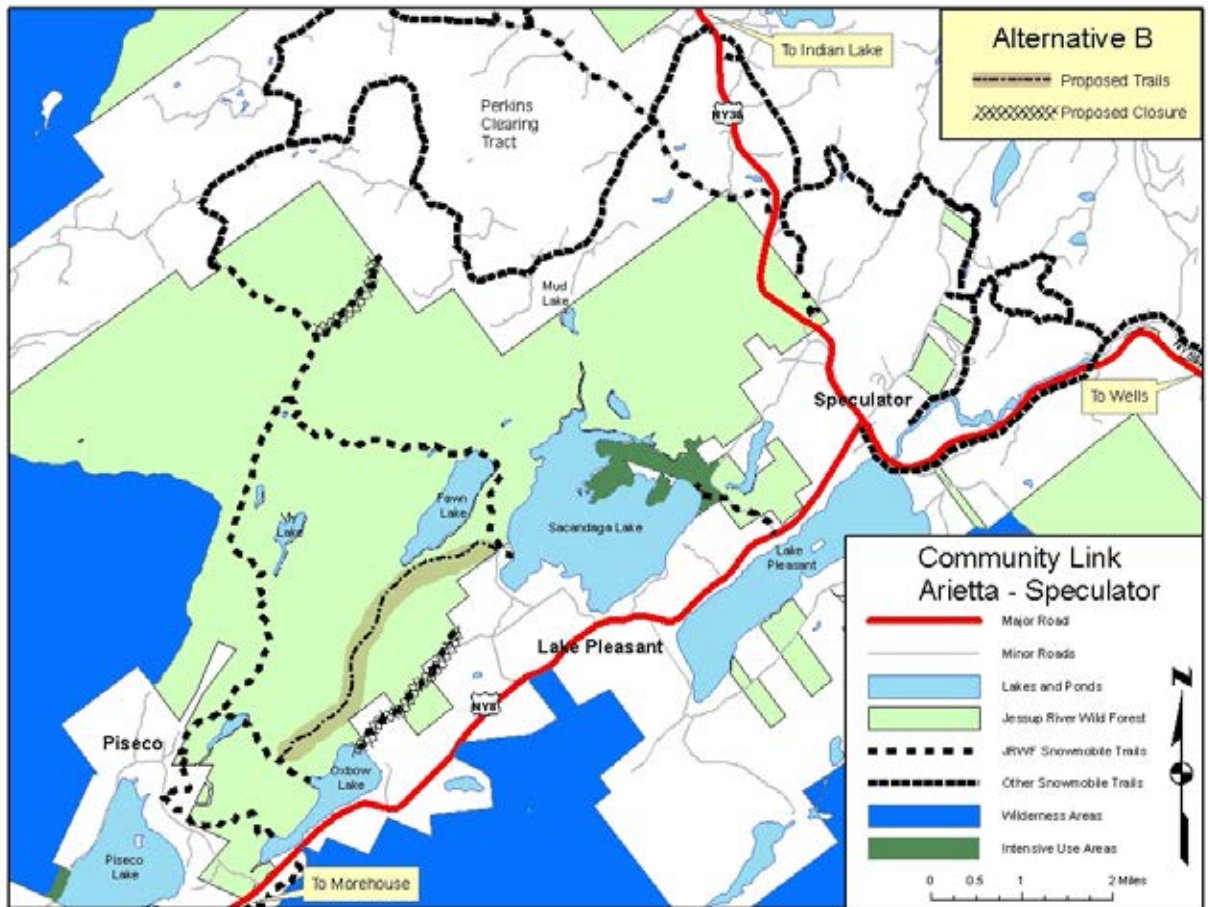 Alternative B
Proposed Trails
Proposed Closure
To Indian Lake
NY30
Perkins
Clearing
Tract
Mud
Lake
Speculator
To Wells
Fawn
Lake
Lake
Sacandaga Lake
Lake
Pleasant
Lake Pleasant
NY8
Piseco
Oxbow
Lake
Piseco
Lake
To Morehouse
Community Link
Arietta - Speculator
Major Road
Minor Roads
Lakes and Ponds
Jessup River Wild Forest
JRWF Snowmobile Trails
Other Snowmobile Trails
Wilderness Areas
Intensive Use Areas
0 0.5 1 2 Miles
N